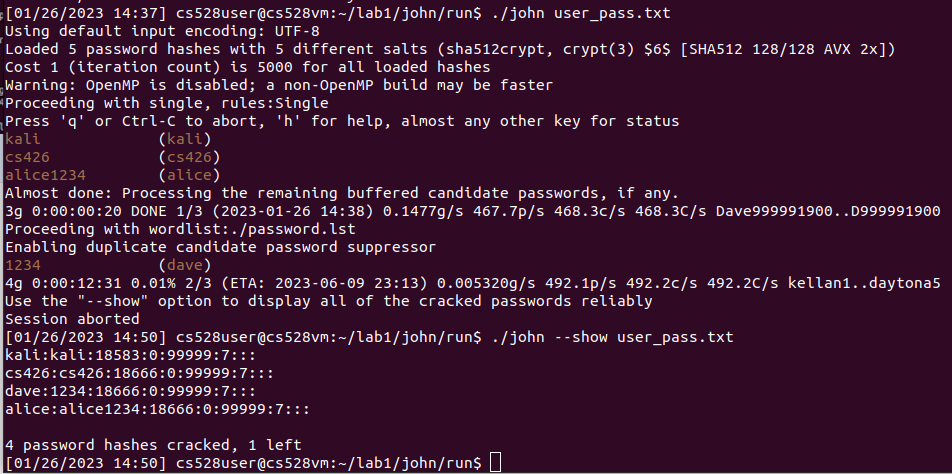 [01/26/2023 14:37] cs528user@cs528vm:~/lab1/john/run$ ./john user_pass.txt
Using default input encoding: UTF-8
Loaded 5 password hashes with 5 different salts (sha512crypt, crypt(3) $6$ [SHA512 128/128 AVX 2x])
Cost 1 (iteration count) is 5000 for all loaded hashes
Warning: OpenMP is disabled; a non-OpenMP build may be faster
Proceeding with single, rules:Single
Press 'q' or Ctrl-C to abort, 'h' for help, almost any other key for status
kali             (kali)
cs426            (cs426)
alice1234        (alice)
Almost done: Processing the remaining buffered candidate passwords, if any.
3g 0:00:00:20 DONE 1/3 (2023-01-26 14:38) 0.1477g/s 467.7p/s 468.3c/s 468.3C/s Dave999991900..D999991900
Proceeding with wordlist:./password.lst
Enabling duplicate candidate password suppressor
1234             (dave)
4g 0:00:12:31 0.01% 2/3 (ETA: 2023-06-09 23:13) 0.005320g/s 492.1p/s 492.2c/s 492.2C/s kellan1..daytona5
Use the "--show" option to display all of the cracked passwords reliably
Session aborted
[01/26/2023 14:50] cs528user@cs528vm:~/lab1/john/run$ ./john --show user_pass.txt
kali:kali:18583:0:99999:7:::
cs426:cs426:18666:0:99999:7:::
dave:1234:18666:0:99999:7:::
alice:alice1234:18666:0:99999:7:::

4 password hashes cracked, 1 left
[01/26/2023 14:50] cs528user@cs528vm:~/lab1/john/run$